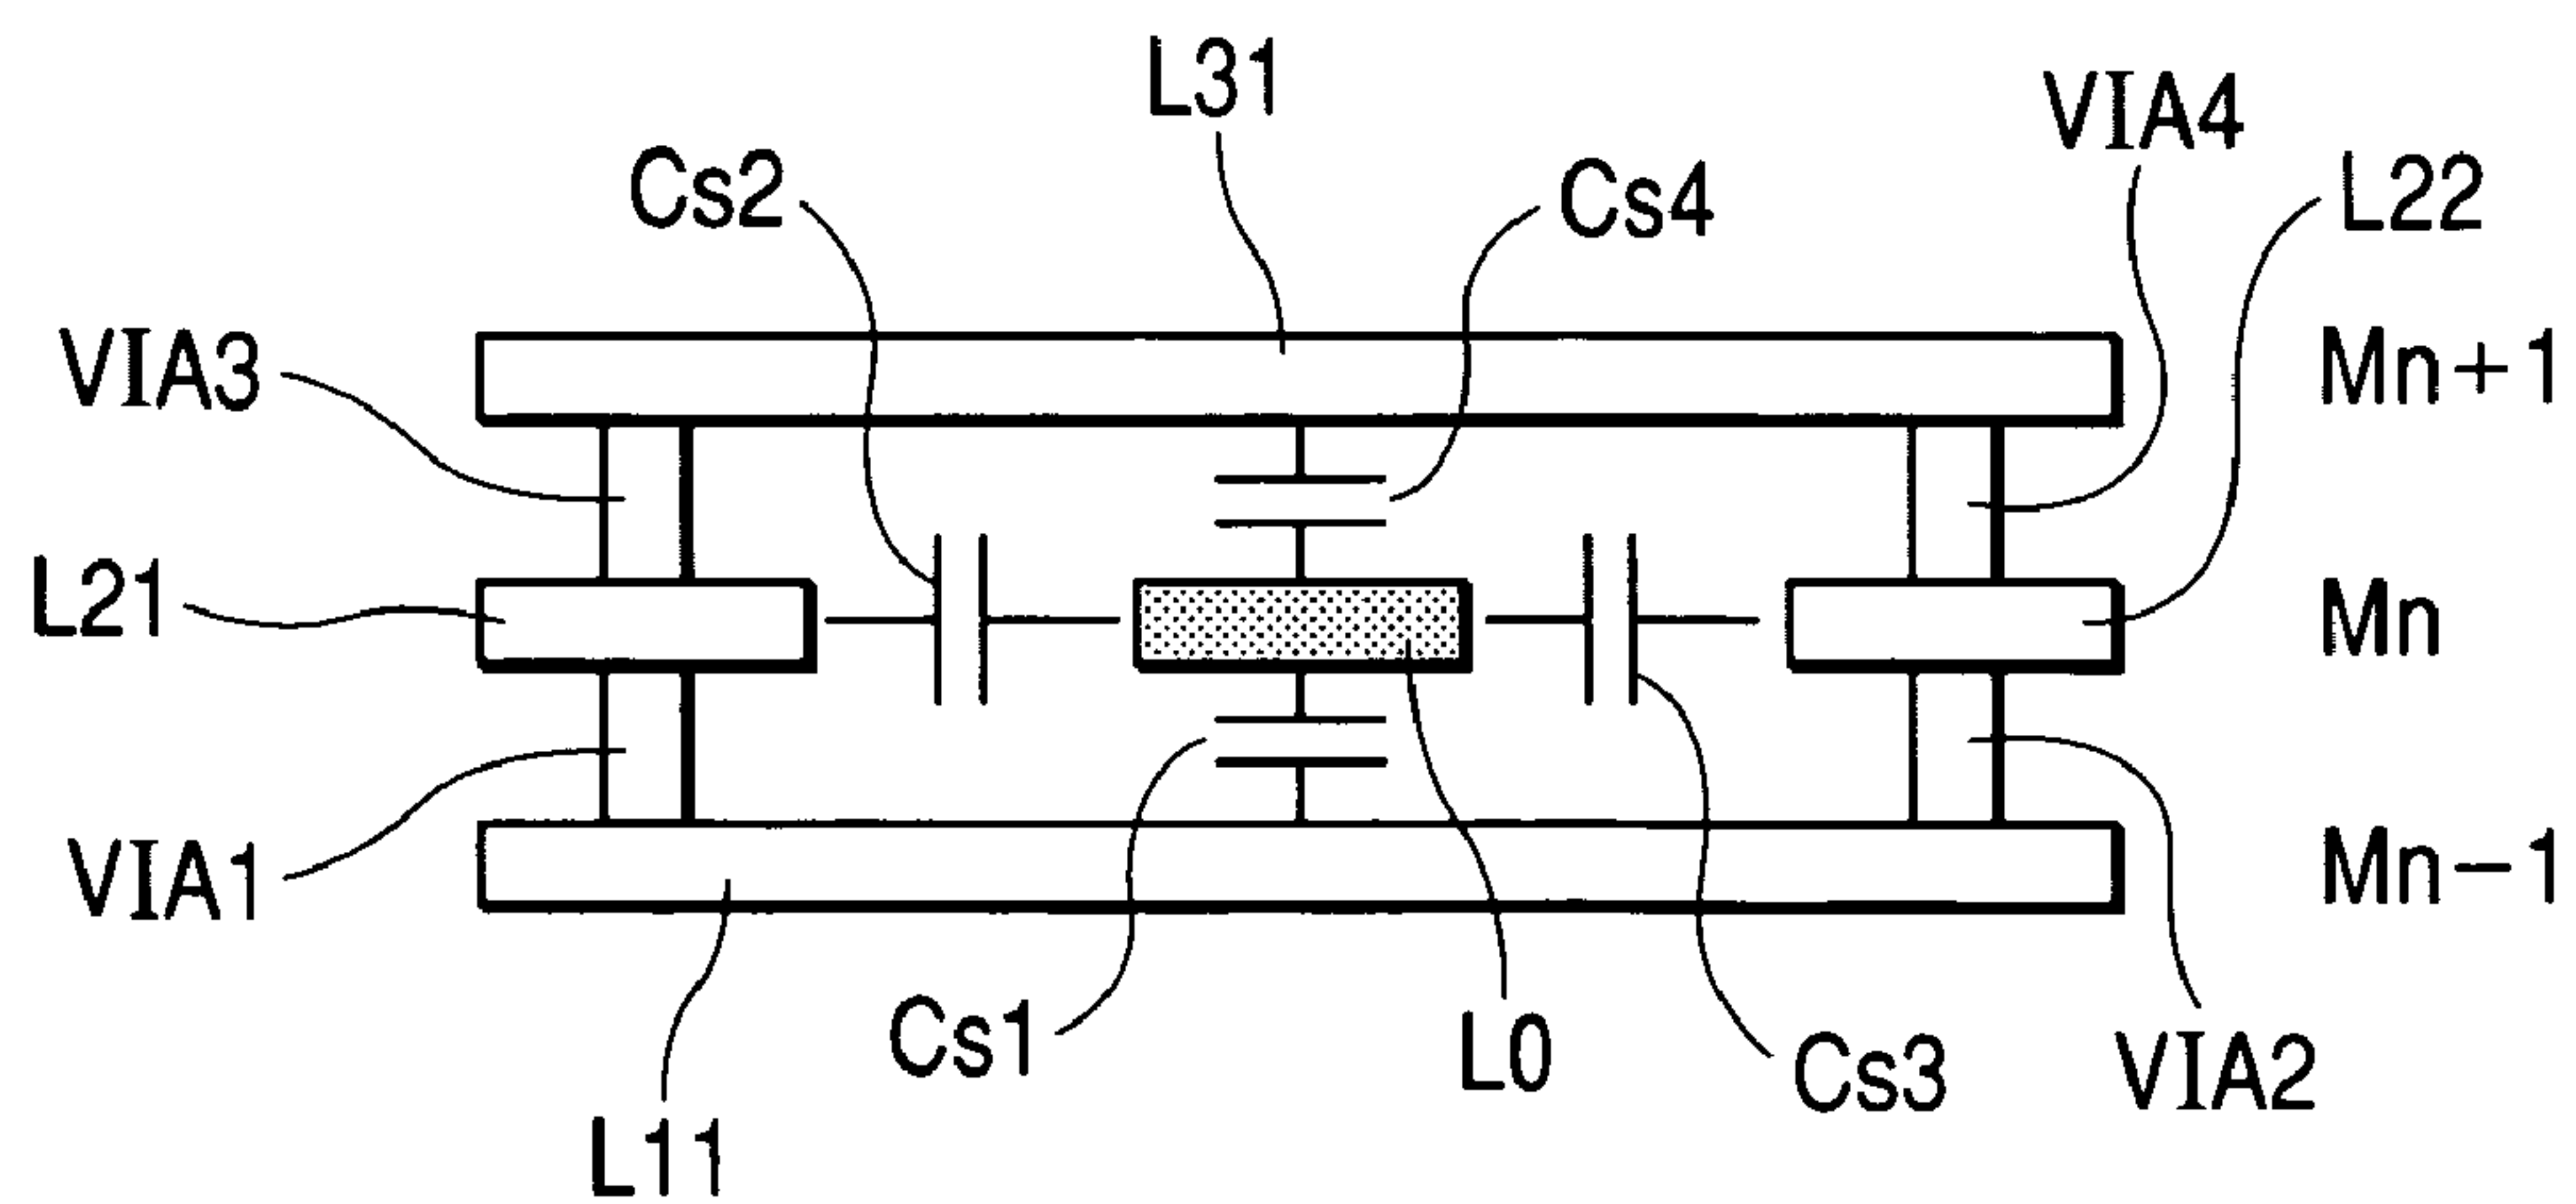 L31
VIA4
Cs2
Cs4
L22
VIA3
Mn+1
L21
Mn
VIA1
Mn−1
Cs1
L0
Cs3
VIA2
L11